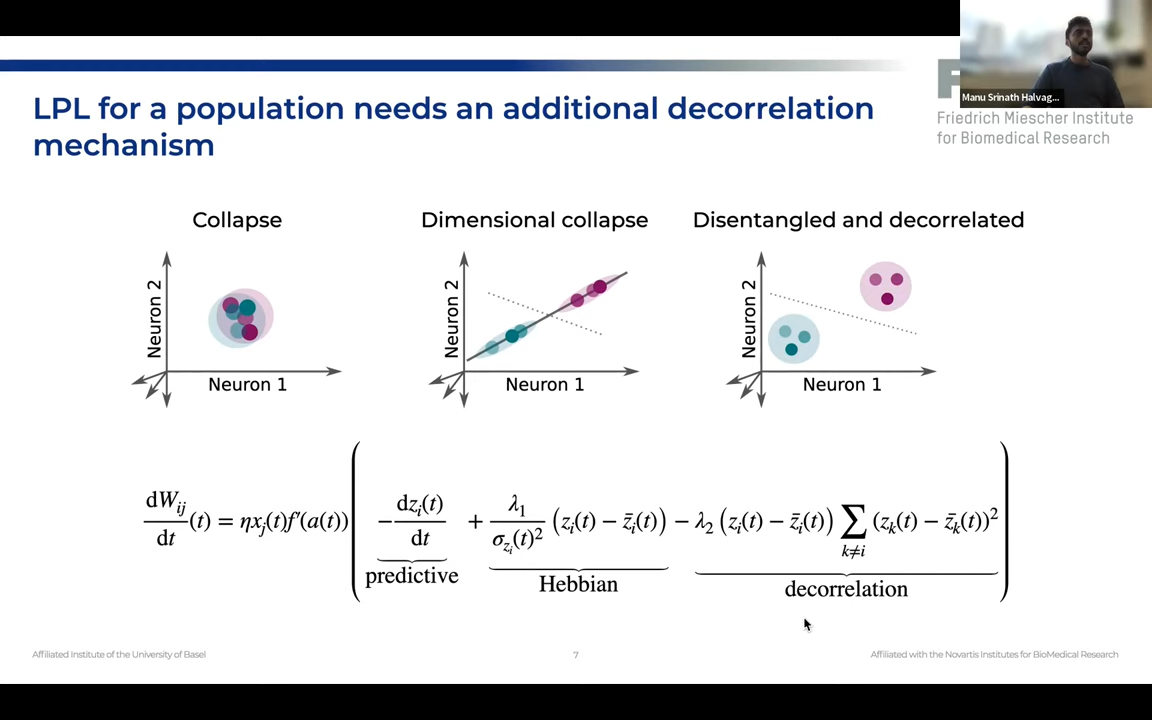 Manu Srinath Halvag...
F
Friedrich Miescher Institute
for Biomedical Research
LPL for a population needs an additional decorrelation
mechanism
Collapse
Dimensional collapse
Disentangled and decorrelated
Neuron 2
Neuron 1
Neuron 2
Neuron 1
Neuron 2
Neuron 1
dW_{ij}/dt (t) = ηx_j(t)f′(a(t)) ( −dz_i(t)/dt + λ_1/σ_{z_i}(t)^2 (z_i(t) − z̄_i(t)) − λ_2 (z_i(t) − z̄_i(t)) ∑_{k≠i} (z_k(t) − z̄_k(t))^2 )
predictive
Hebbian
decorrelation
Affiliated Institute of the University of Basel
7
Affiliated with the Novartis Institutes for BioMedical Research